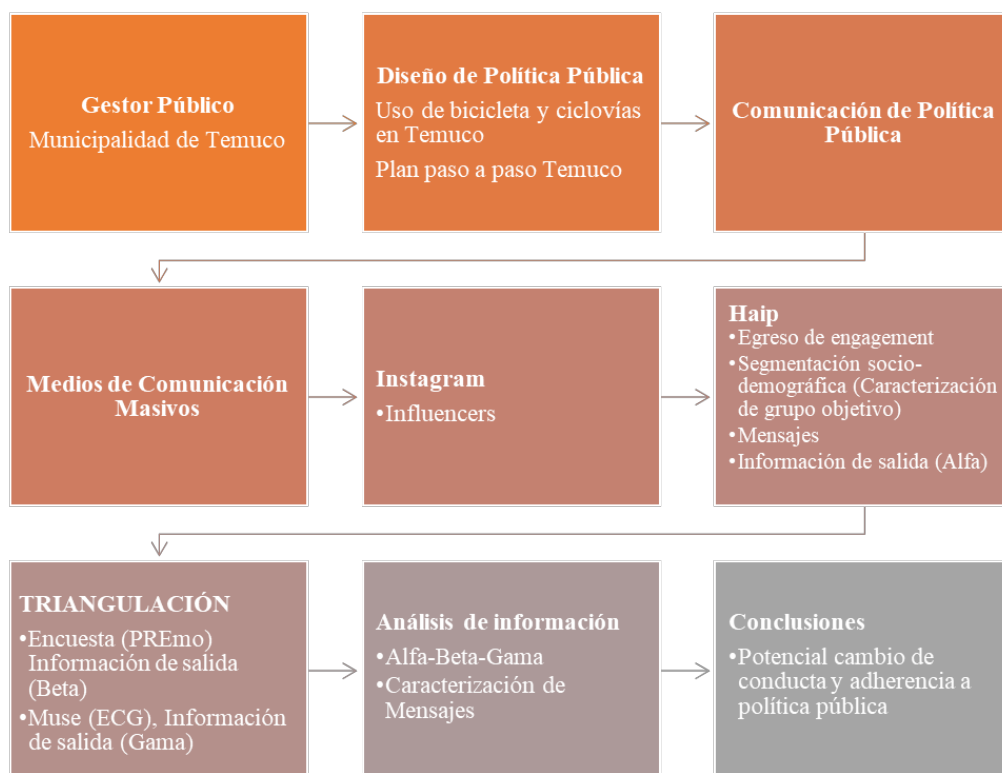 Gestor Público
Municipalidad de Temuco
Diseño de Política Pública
Uso de bicicleta y ciclovías
en Temuco
Plan paso a paso Temuco
Comunicación de Política
Pública
Medios de Comunicación
Masivos
Instagram
•Influencers
Haip
•Egreso de engagement
•Segmentación socio-
demográfica (Caracterización
de grupo objetivo)
•Mensajes
•Información de salida (Alfa)
TRIANGULACIÓN
•Encuesta (PREmo)
Información de salida
(Beta)
•Muse (ECG), Información
de salida (Gama)
Análisis de información
•Alfa-Beta-Gama
•Caracterización de
Mensajes
Conclusiones
•Potencial cambio de
conducta y adherencia a
política pública